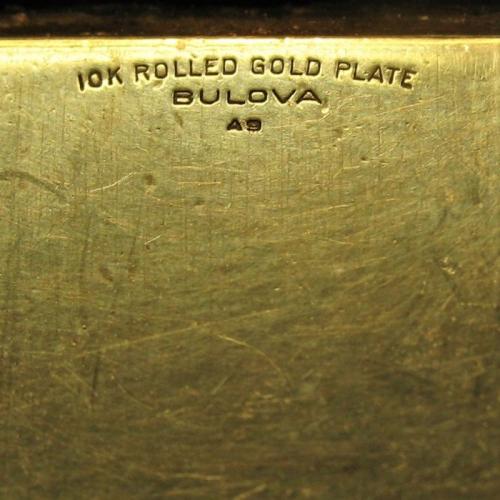 10K ROLLED GOLD PLATE
BULOVA
A9